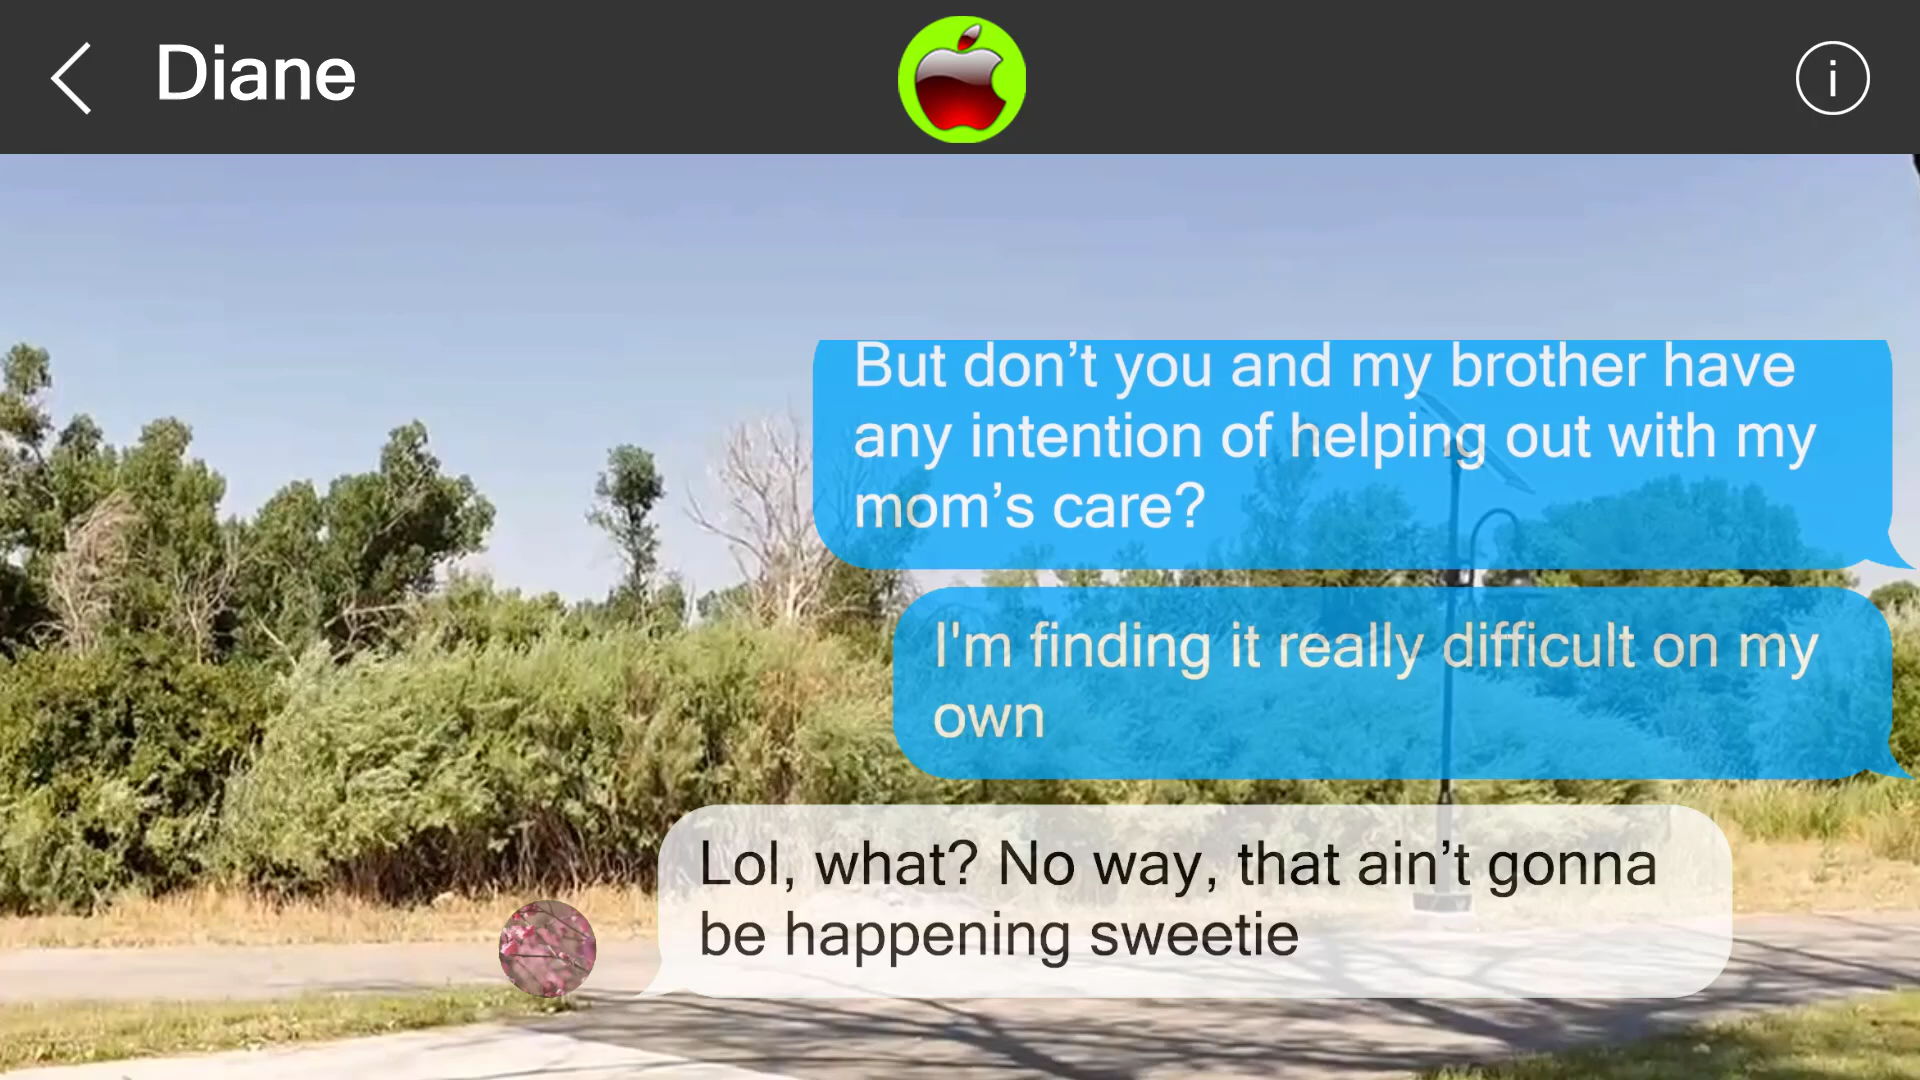 Diane
i
But don’t you and my brother have
any intention of helping out with my
mom’s care?
I'm finding it really difficult on my
own
Lol, what? No way, that ain’t gonna
be happening sweetie